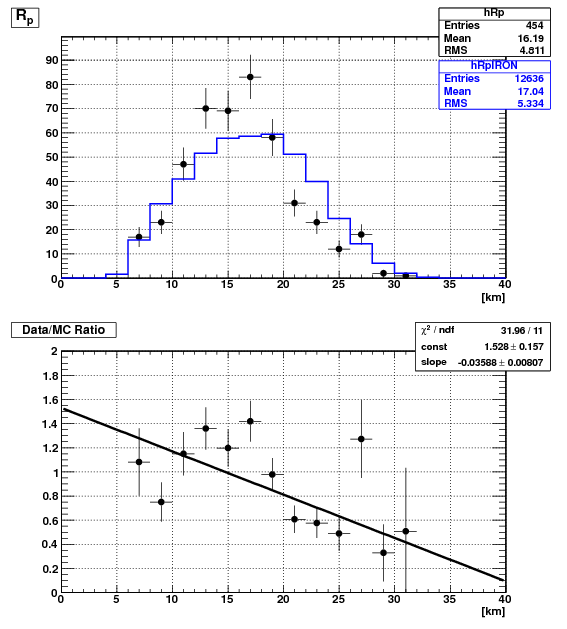 Rp
hRp
Entries 454
Mean 16.19
RMS 4.811
hRpIRON
Entries 12636
Mean 17.04
RMS 5.334
90
80
70
60
50
40
30
20
10
0
0 5 10 15 20 25 30 35 40
[km]
Data/MC Ratio
χ² / ndf 31.96 / 11
const 1.528 ± 0.157
slope -0.03588 ± 0.00807
2
1.8
1.6
1.4
1.2
1
0.8
0.6
0.4
0.2
0
0 5 10 15 20 25 30 35 40
[km]